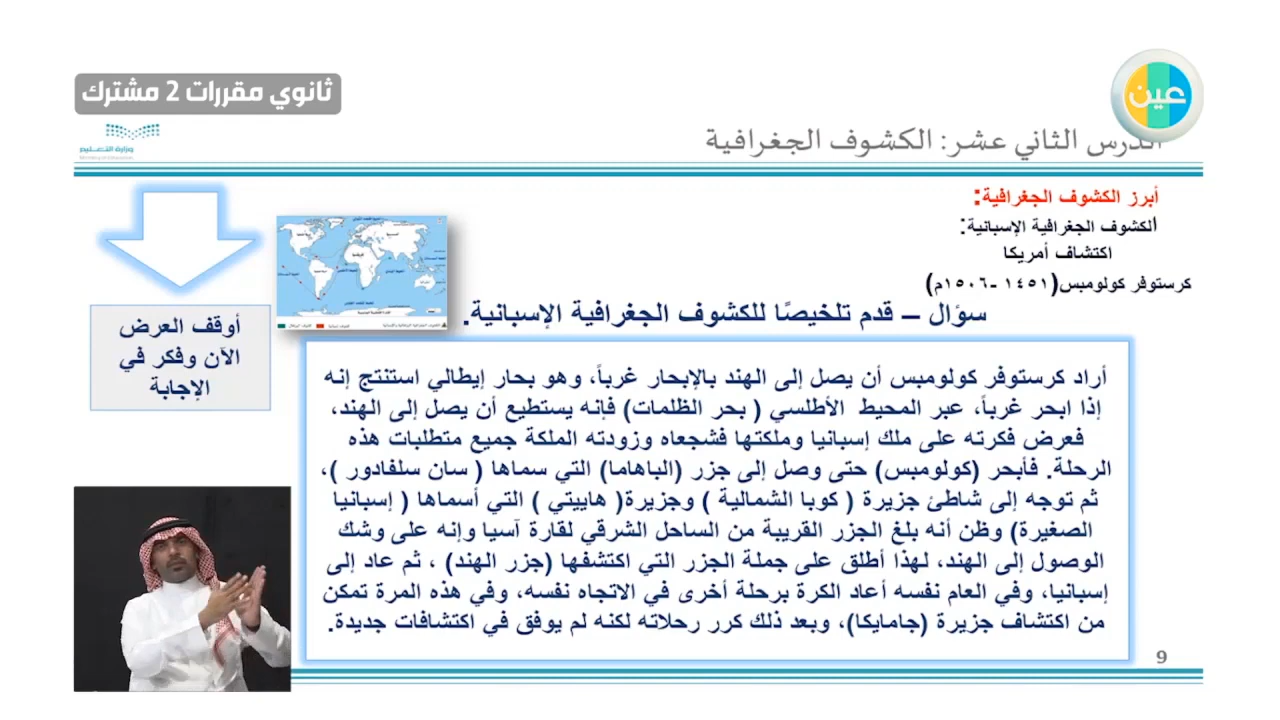 ثانوي مقررات 2 مشترك
عين
وزارة التعليم
Ministry of Education
الدرس الثاني عشر: الكشوف الجغرافية
أبرز الكشوف الجغرافية:
الكشوف الجغرافية الإسبانية:
اكتشاف أمريكا
كرستوفر كولومبس(١٤٥١ -١٥٠٦م)
سؤال – قدم تلخيصًا للكشوف الجغرافية الإسبانية.
أوقف العرض
الآن وفكر في
الإجابة
أراد كرستوفر كولومبس أن يصل إلى الهند بالإبحار غرباً، وهو بحار إيطالي استنتج إنه
إذا ابحر غرباً، عبر المحيط الأطلسي ( بحر الظلمات) فإنه يستطيع أن يصل إلى الهند،
فعرض فكرته على ملك إسبانيا وملكتها فشجعاه وزودته الملكة جميع متطلبات هذه
الرحلة. فأبحر (كولومبس) حتى وصل إلى جزر (الباهاما) التي سماها ( سان سلفادور )،
ثم توجه إلى شاطئ جزيرة ( كوبا الشمالية ) وجزيرة( هاييتي ) التي أسماها ( إسبانيا
الصغيرة) وظن أنه بلغ الجزر القريبة من الساحل الشرقي لقارة آسيا وإنه على وشك
الوصول إلى الهند، لهذا أطلق على جملة الجزر التي اكتشفها (جزر الهند) ، ثم عاد إلى
إسبانيا، وفي العام نفسه أعاد الكرة برحلة أخرى في الاتجاه نفسه، وفي هذه المرة تمكن
من اكتشاف جزيرة (جامايكا)، وبعد ذلك كرر رحلاته لكنه لم يوفق في اكتشافات جديدة.
9